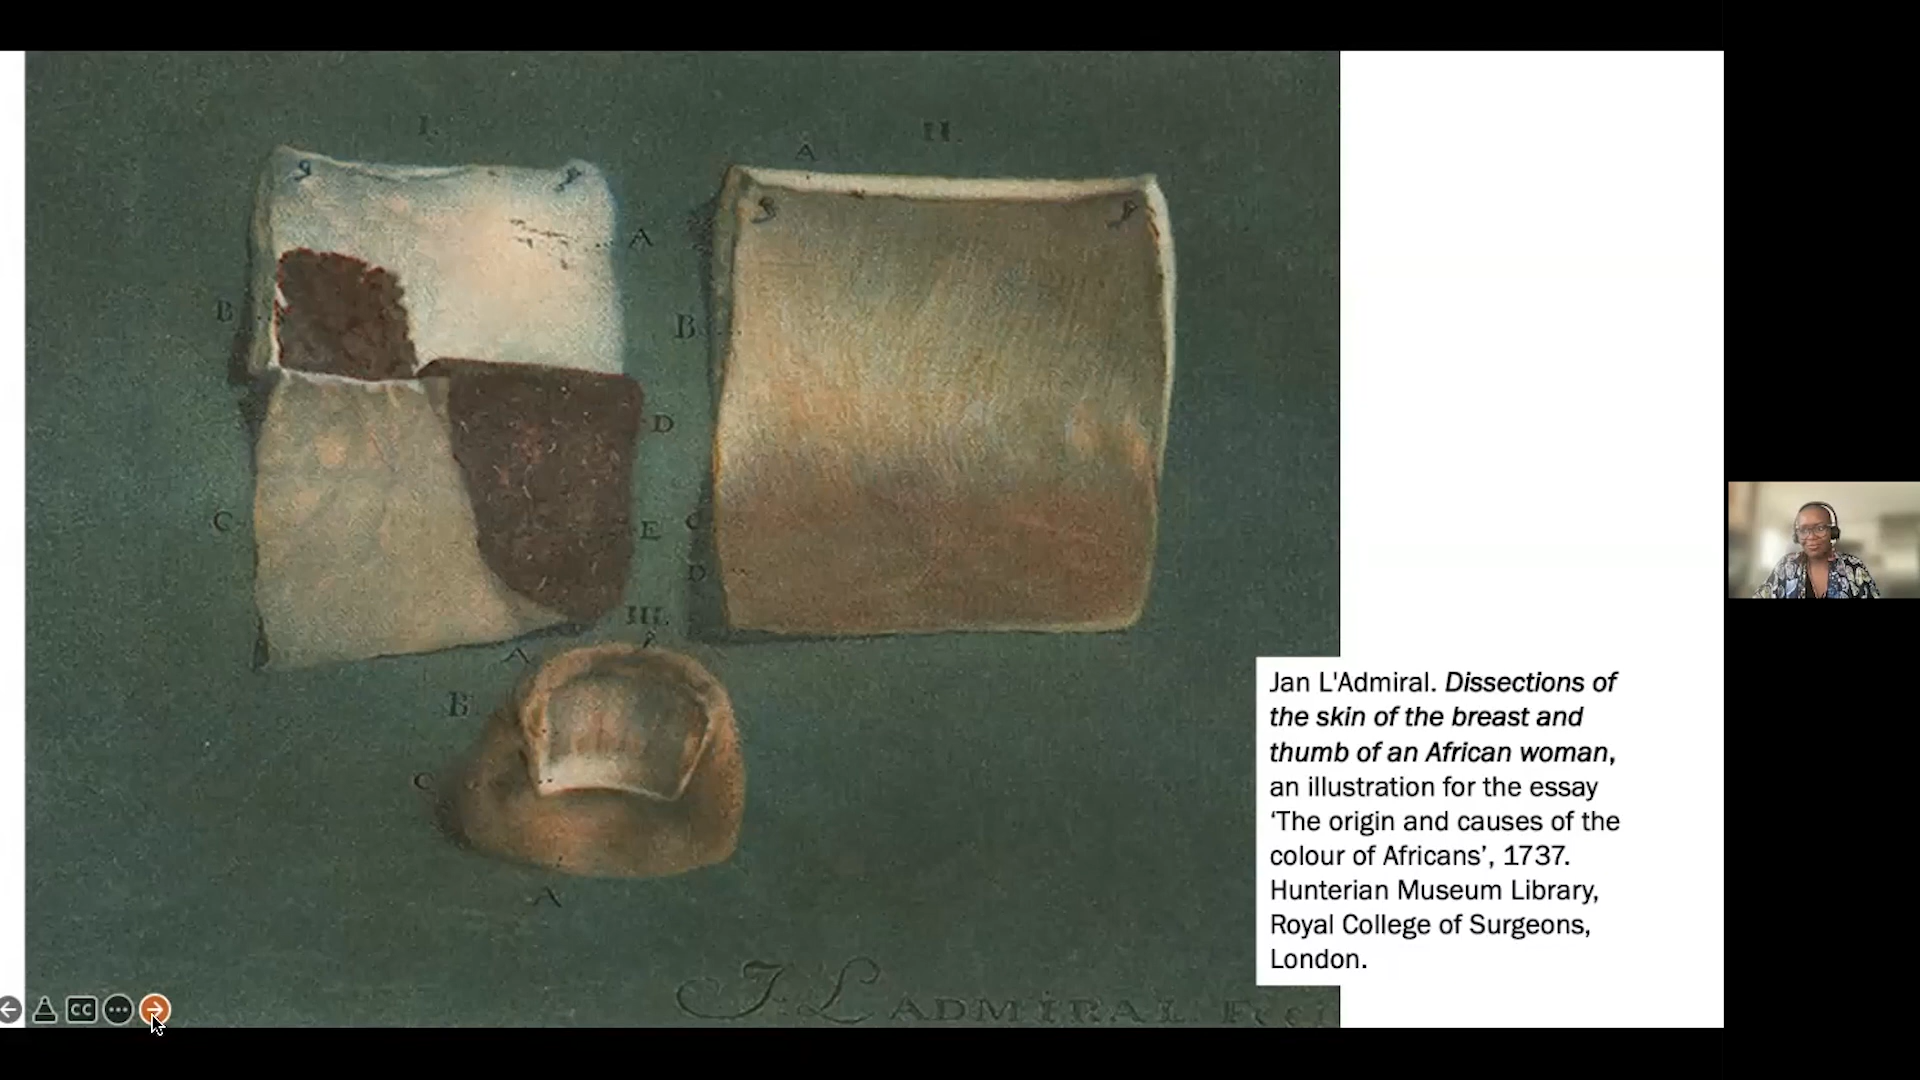 I.
II.
A
A
B
B
D
C
E
C
D
III.
A
B
C
A
Jan L'Admiral. Dissections of
the skin of the breast and
thumb of an African woman,
an illustration for the essay
‘The origin and causes of the
colour of Africans’, 1737.
Hunterian Museum Library,
Royal College of Surgeons,
London.
J. L ADMIRAL
CC